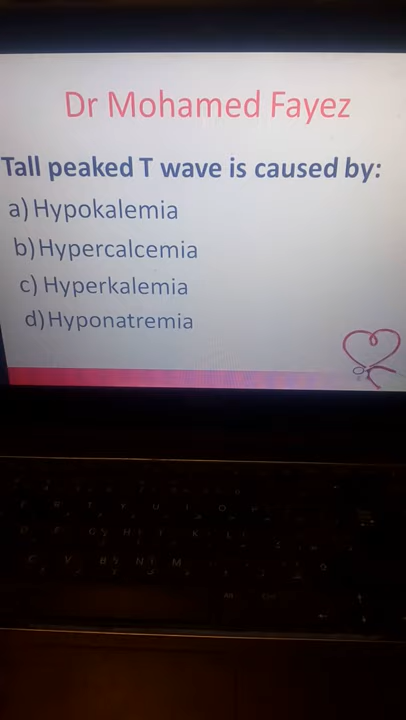 Dr Mohamed Fayez
Tall peaked T wave is caused by:
a) Hypokalemia
b) Hypercalcemia
c) Hyperkalemia
d) Hyponatremia